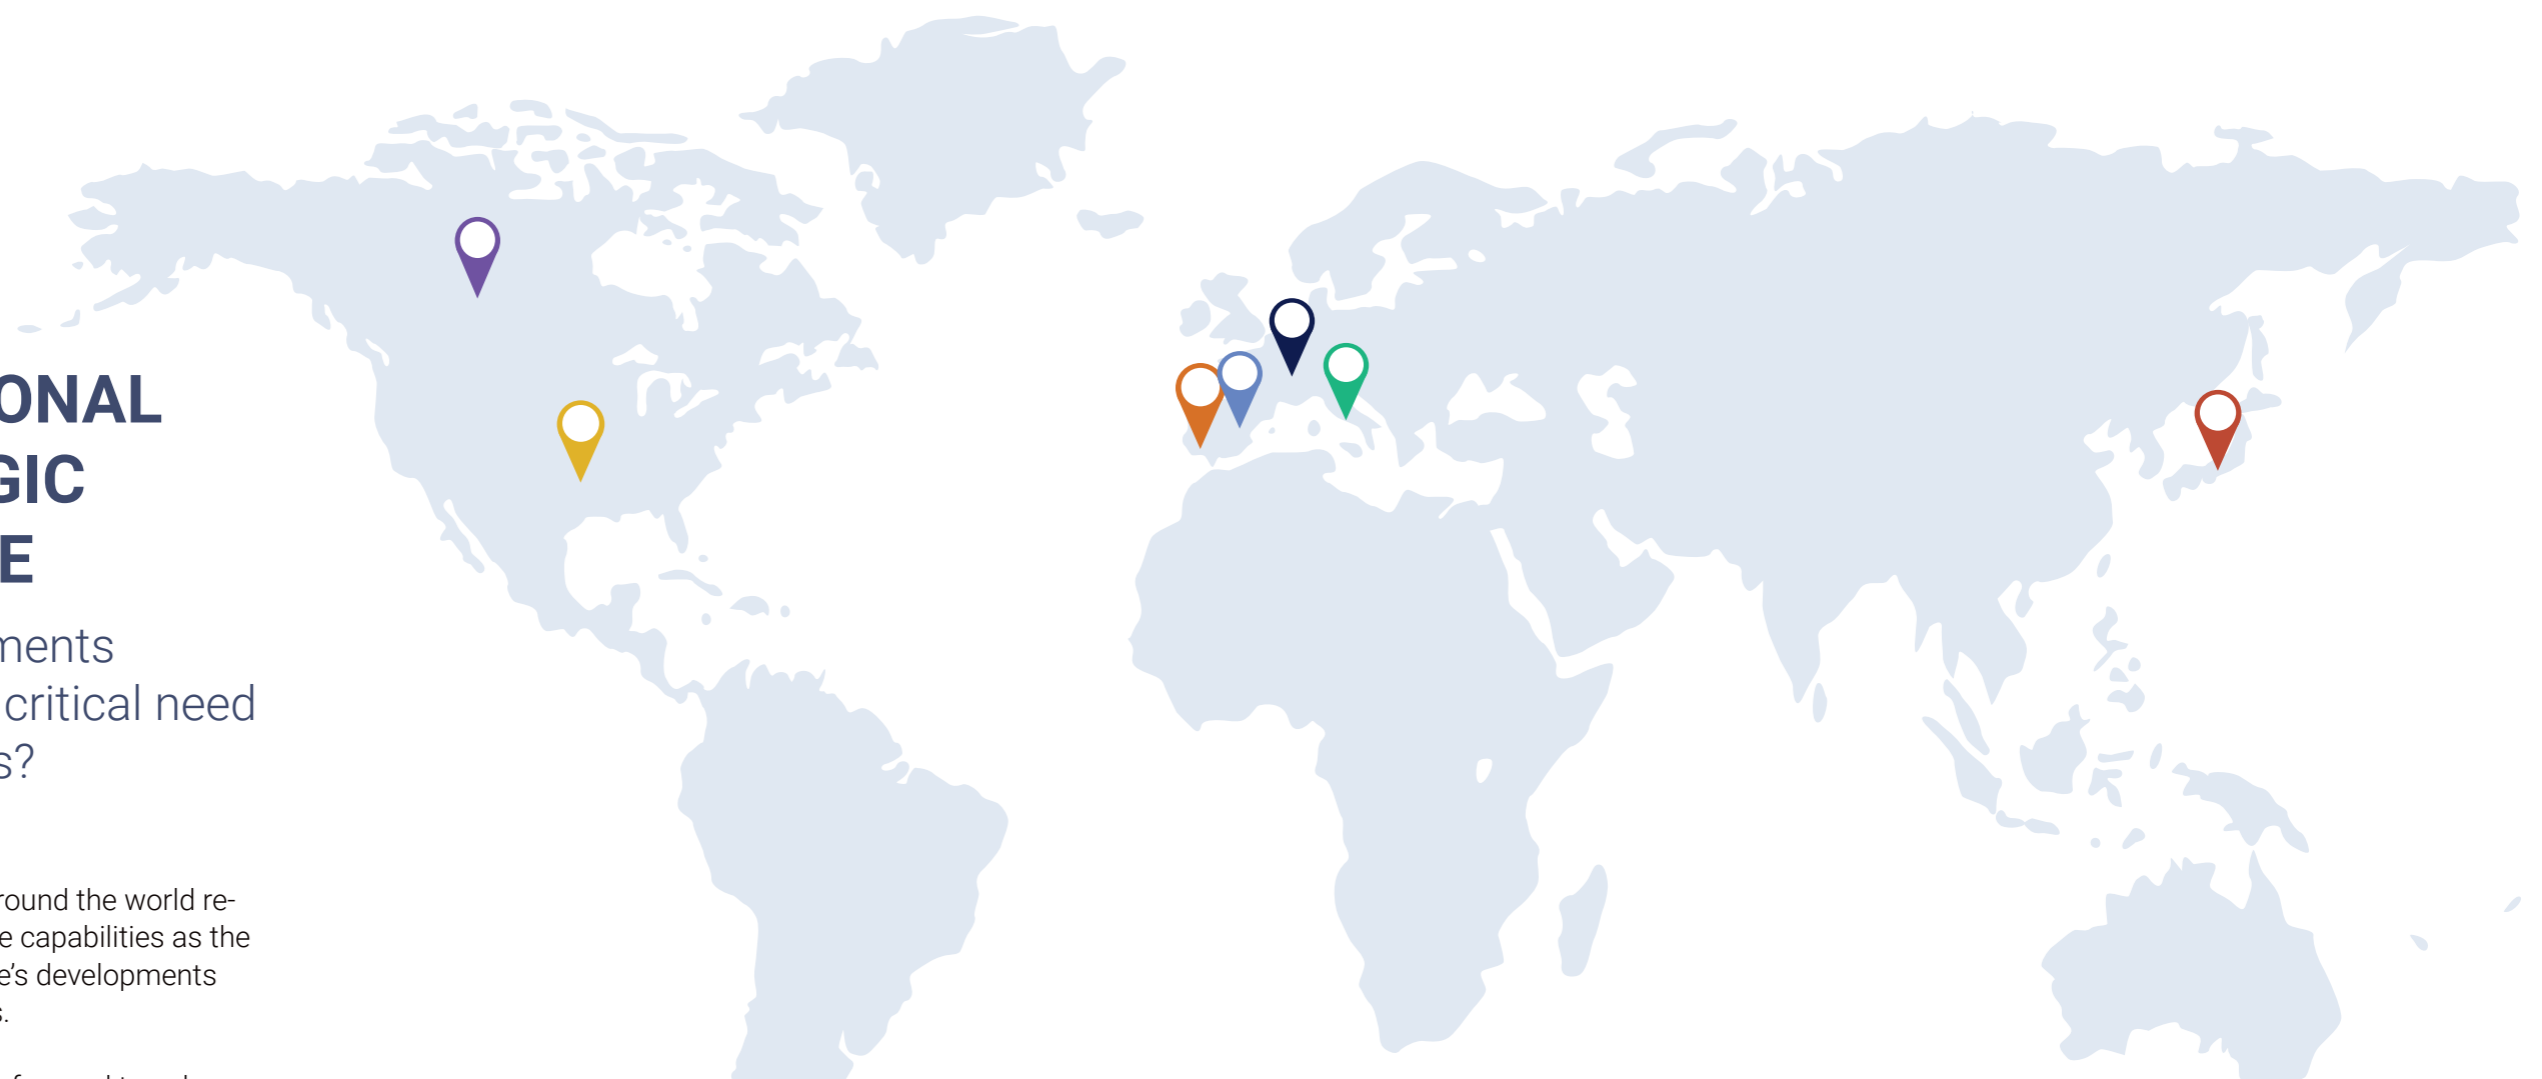 ONAL
GIC
E
ments
critical need
s?
round the world re-
e capabilities as the
e's developments
s.